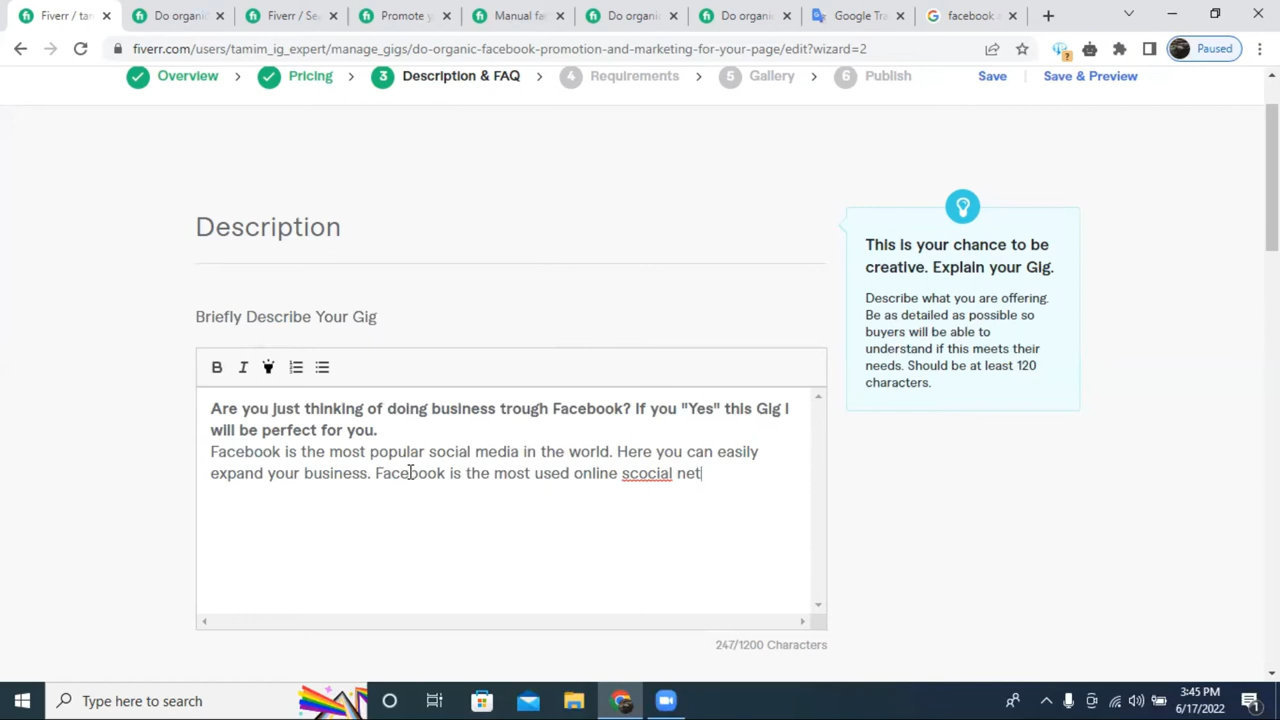 Fiverr / tan
Do organic
Fiverr / Se
Promote y
Manual fa
Do organic
Do organic
Google Tra
facebook
fiverr.com/users/tamim_ig_expert/manage_gigs/do-organic-facebook-promotion-and-marketing-for-your-page/edit?wizard=2
Paused
Overview
Pricing
3 Description & FAQ
4 Requirements
5 Gallery
6 Publish
Save
Save & Preview
Description
Briefly Describe Your Gig
B I
Are you just thinking of doing business trough Facebook? If you "Yes" this Gig I
will be perfect for you.
Facebook is the most popular social media in the world. Here you can easily
expand your business. Facebook is the most used online scocial net
247/1200 Characters
This is your chance to be
creative. Explain your Gig.
Describe what you are offering.
Be as detailed as possible so
buyers will be able to
understand if this meets their
needs. Should be at least 120
characters.
Type here to search
3:45 PM
6/17/2022
1